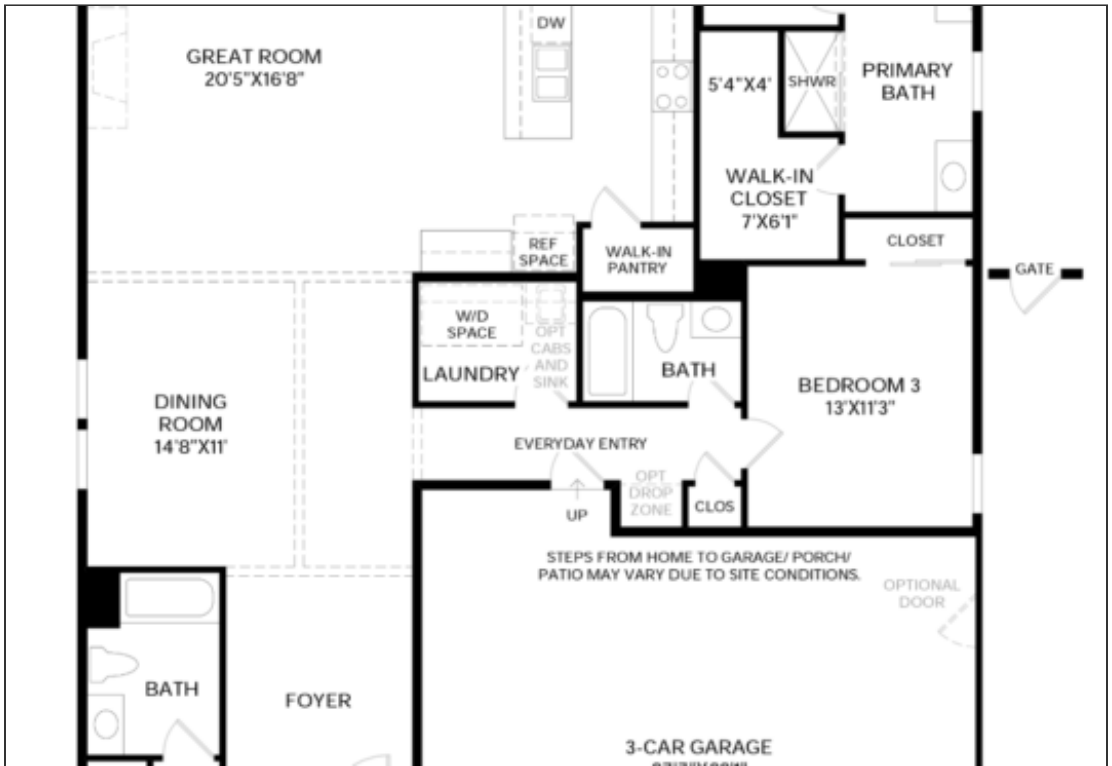 GREAT ROOM
20'5"X16'8"
DW
5'4"X4'
SHWR
PRIMARY
BATH
WALK-IN
CLOSET
7'X6'1"
CLOSET
REF
SPACE
WALK-IN
PANTRY
GATE
W/D
SPACE
OPT
CABS
AND
SINK
LAUNDRY
BATH
BEDROOM 3
13'X11'3"
DINING
ROOM
14'8"X11'
EVERYDAY ENTRY
OPT
DROP
ZONE
CLOS
UP
STEPS FROM HOME TO GARAGE/ PORCH/
PATIO MAY VARY DUE TO SITE CONDITIONS.
OPTIONAL
DOOR
BATH
FOYER
3-CAR GARAGE